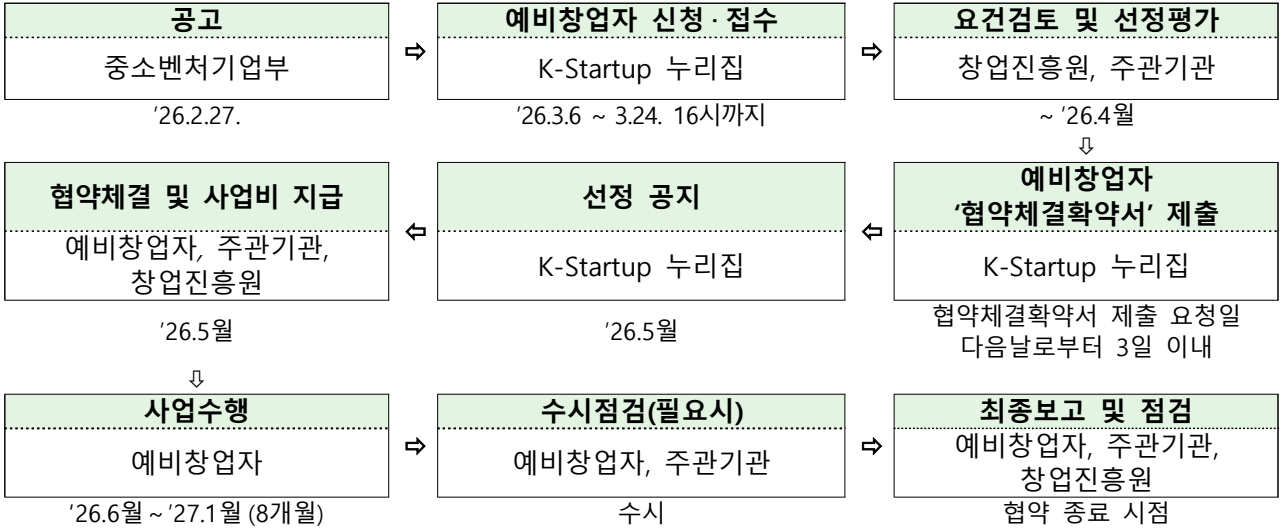 공고
중소벤처기업부
'26.2.27.
⇨
예비창업자 신청 · 접수
K-Startup 누리집
'26.3.6 ~ 3.24. 16시까지
⇨
요건검토 및 선정평가
창업진흥원, 주관기관
~ '26.4월
⇩
예비창업자
'협약체결확약서' 제출
K-Startup 누리집
협약체결확약서 제출 요청일
다음날로부터 3일 이내
⇦
선정 공지
K-Startup 누리집
'26.5월
⇦
협약체결 및 사업비 지급
예비창업자, 주관기관,
창업진흥원
'26.5월
⇩
사업수행
예비창업자
'26.6월 ~ '27.1월 (8개월)
⇨
수시점검(필요시)
예비창업자, 주관기관
수시
⇨
최종보고 및 점검
예비창업자, 주관기관,
창업진흥원
협약 종료 시점